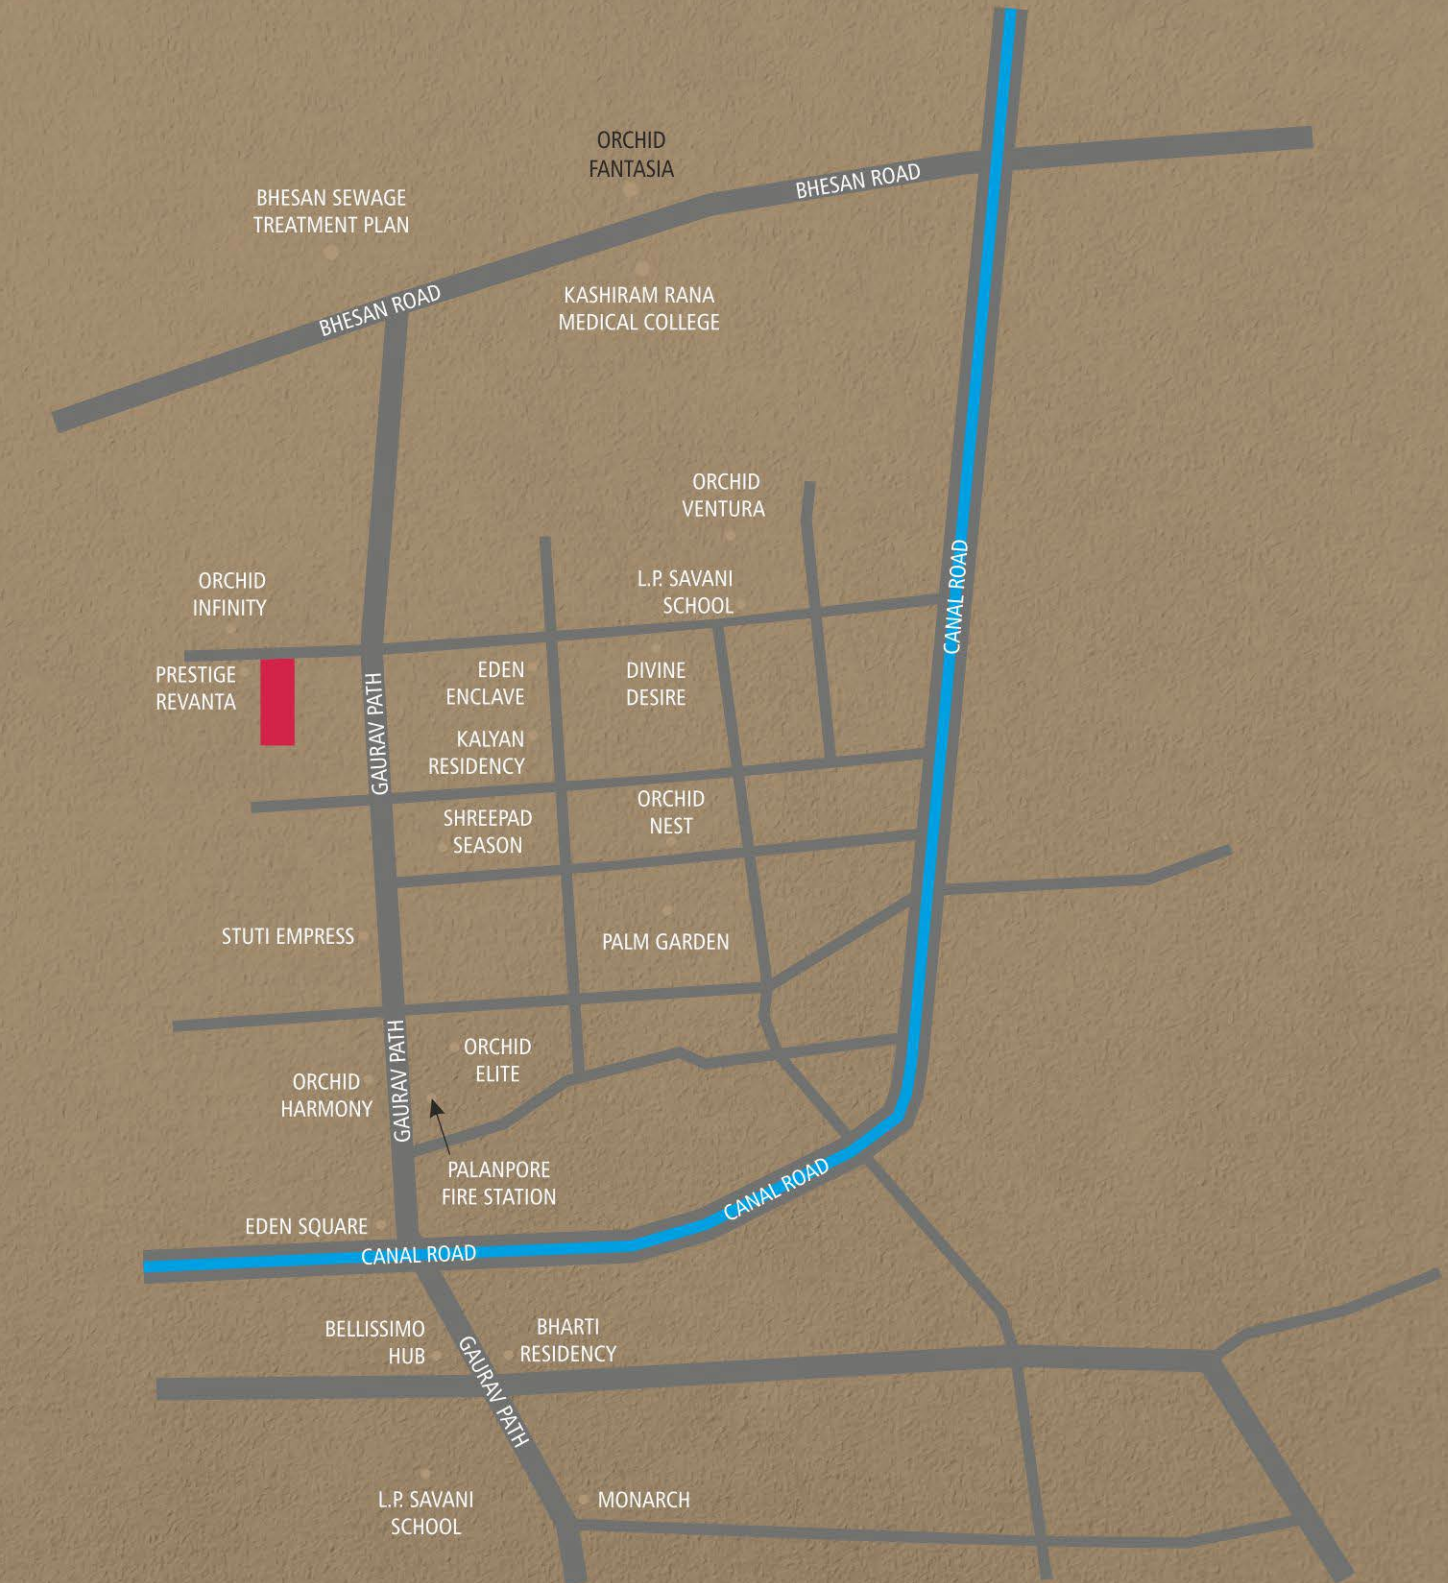 ORCHID
FANTASIA
BHESAN ROAD
BHESAN SEWAGE
TREATMENT PLAN
BHESAN ROAD
KASHIRAM RANA
MEDICAL COLLEGE
ORCHID
VENTURA
CANAL ROAD
ORCHID
INFINITY
L.P. SAVANI
SCHOOL
PRESTIGE
REVANTA
GAURAV PATH
EDEN
ENCLAVE
DIVINE
DESIRE
KALYAN
RESIDENCY
SHREEPAD
SEASON
ORCHID
NEST
STUTI EMPRESS
PALM GARDEN
GAURAV PATH
ORCHID
ELITE
ORCHID
HARMONY
PALANPORE
FIRE STATION
CANAL ROAD
EDEN SQUARE
CANAL ROAD
BELLISSIMO
HUB
BHARTI
RESIDENCY
GAURAV PATH
L.P. SAVANI
SCHOOL
MONARCH